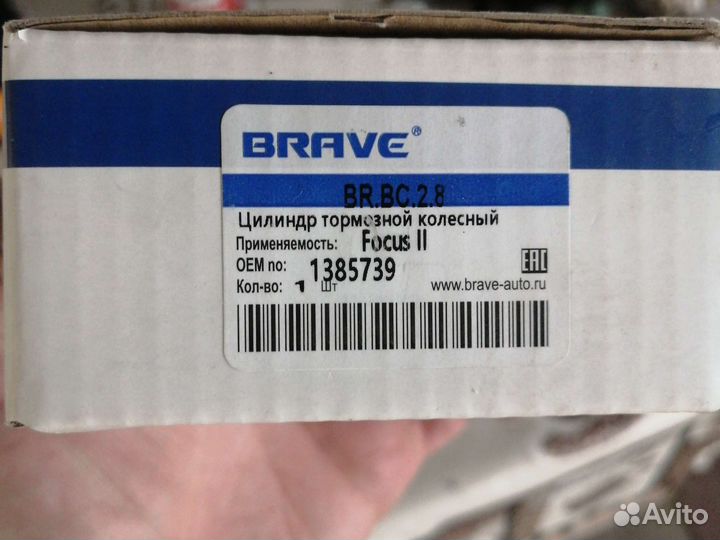 BRAVE®
BR.BC.2.8
Цилиндр тормозной колесный
Применяемость: Focus II
OEM no: 1385739
Кол-во: 1 Шт
www.brave-auto.ru
EAC
Avito